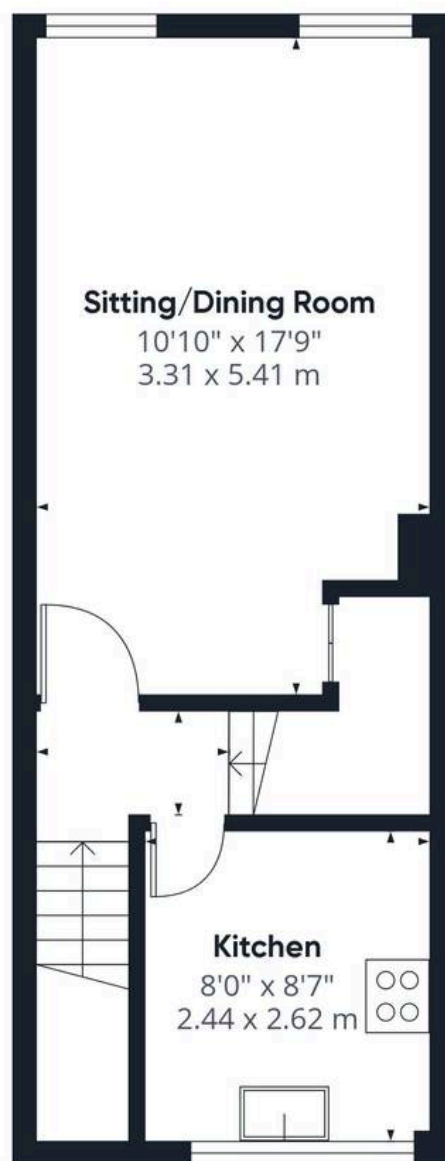 Sitting/Dining Room
10'10" x 17'9"
3.31 x 5.41 m
Kitchen
8'0" x 8'7"
2.44 x 2.62 m